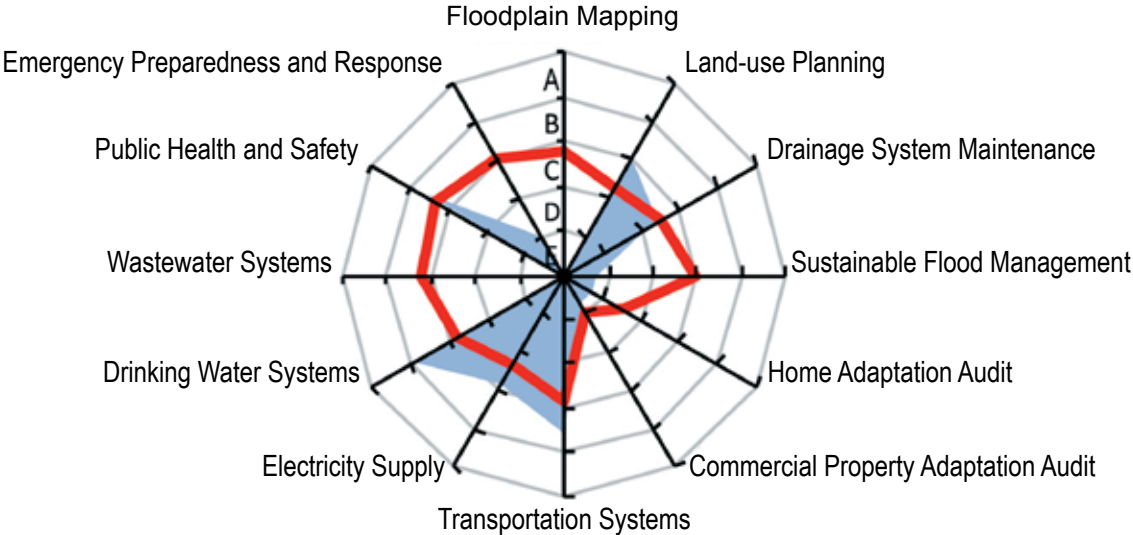 Floodplain Mapping
Emergency Preparedness and Response
Land-use Planning
A
B
Public Health and Safety
Drainage System Maintenance
C
D
E
Wastewater Systems
Sustainable Flood Management
Drinking Water Systems
Home Adaptation Audit
Electricity Supply
Commercial Property Adaptation Audit
Transportation Systems